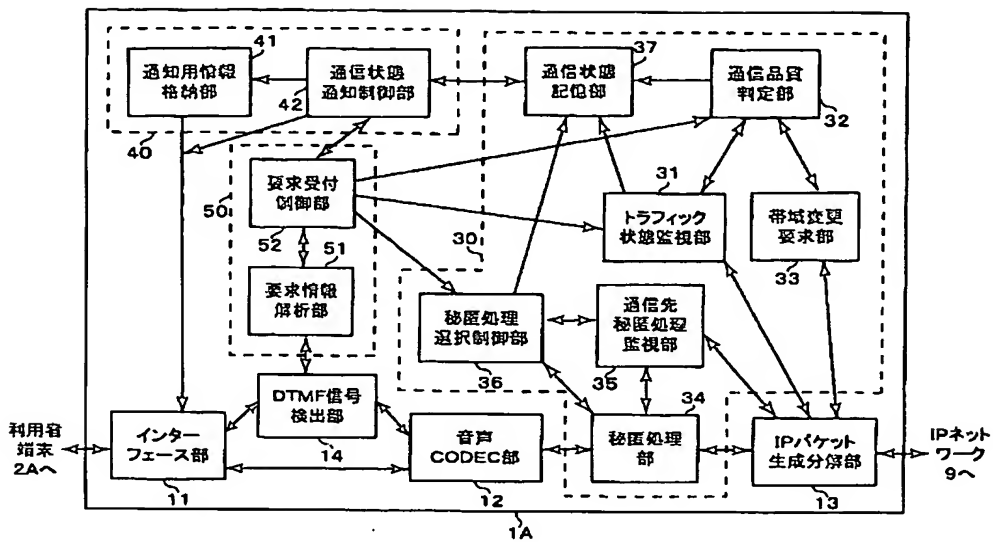 41
通知用情報
格納部
通信状態
通知制御部
42
40
37
通信状態
記憶部
通信品質
判定部
32
50
要求受付
制御部
52
51
要求情報
解析部
31
トラフィック
状態監視部
帯域変更
要求部
33
30
秘匿処理
選択制御部
36
通信先
秘匿処理
監視部
35
34
秘匿処理
部
DTMF信号
検出部
14
利用者
端末
2Aへ
インター
フェース部
11
音声
CODEC部
12
IPパケット
生成分解部
13
IPネット
ワーク
9へ
1A